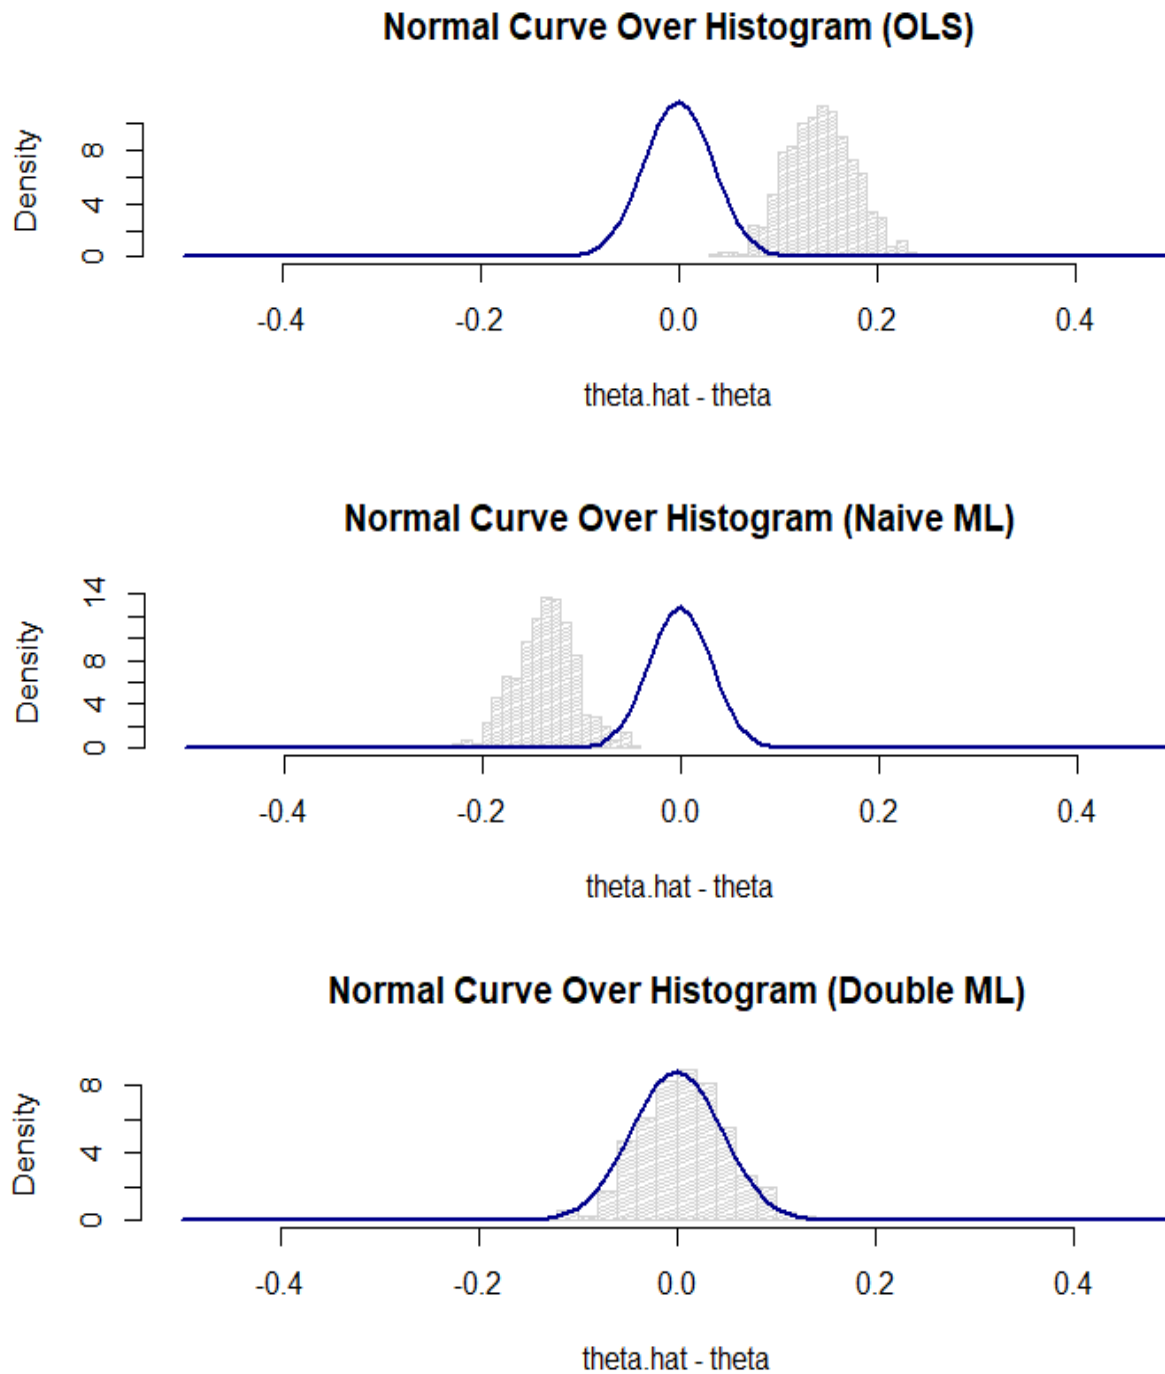 Normal Curve Over Histogram (OLS)
Density
8
4
0
-0.4 -0.2 0.0 0.2 0.4
theta.hat - theta
Normal Curve Over Histogram (Naive ML)
Density
14
8
4
0
-0.4 -0.2 0.0 0.2 0.4
theta.hat - theta
Normal Curve Over Histogram (Double ML)
Density
8
4
0
-0.4 -0.2 0.0 0.2 0.4
theta.hat - theta